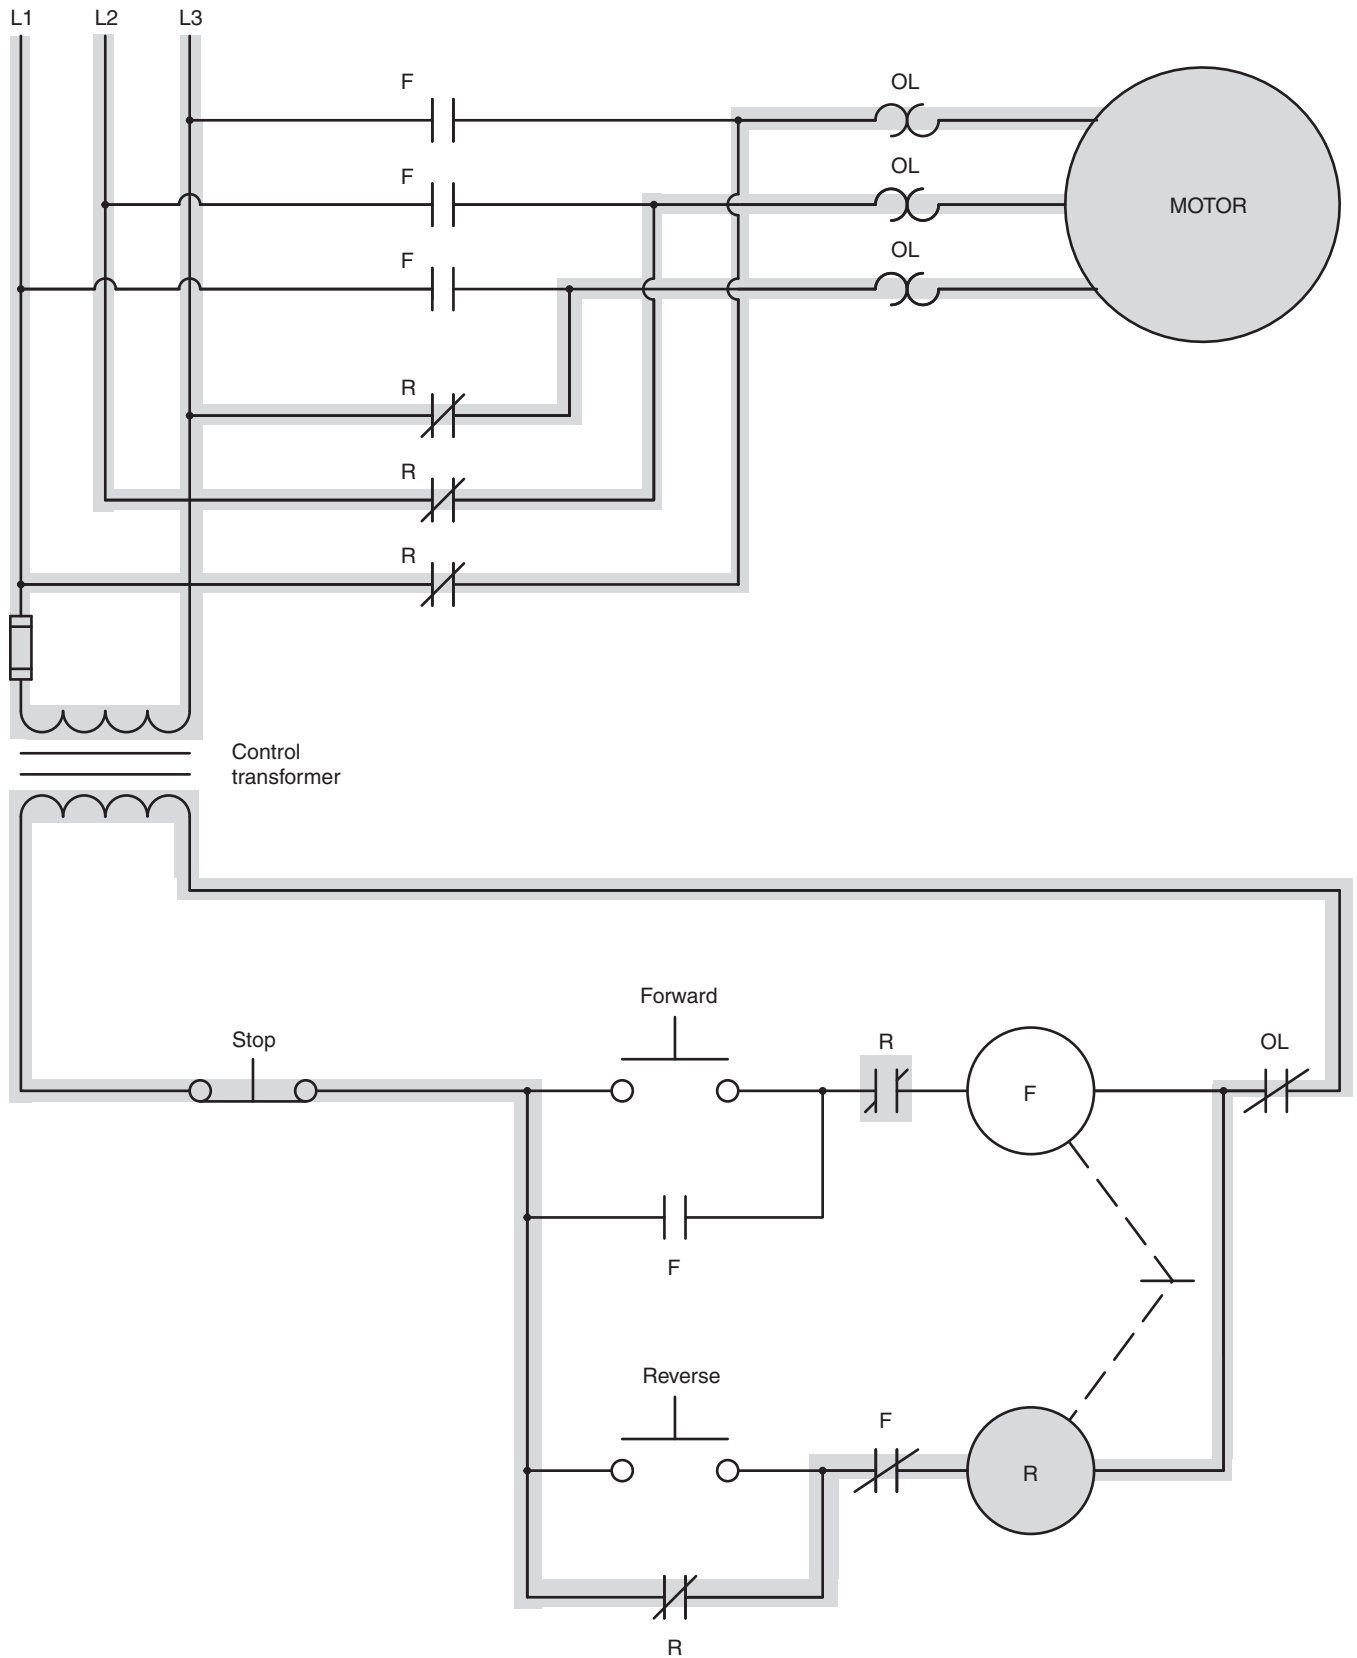 L1 L2 L3
F
OL
F
OL
MOTOR
F
OL
R
R
R
Control
transformer
Forward
Stop
R
OL
F
F
Reverse
F
R
R